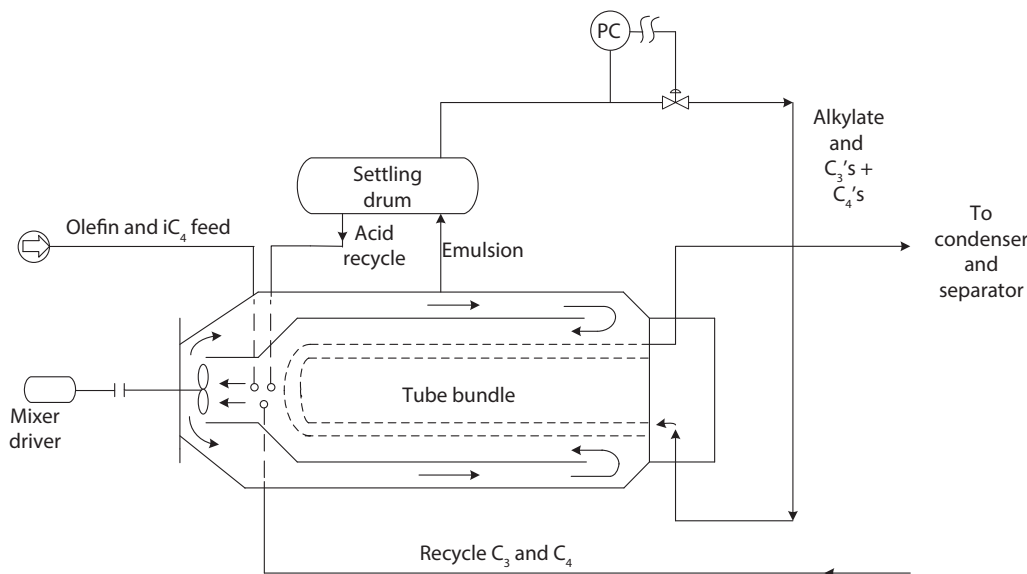 PC
Alkylate
and
C₃'s +
C₄'s
Settling
drum
Olefin and iC₄ feed
Acid
recycle
Emulsion
To
condenser
and
separator
Tube bundle
Mixer
driver
Recycle C₃ and C₄